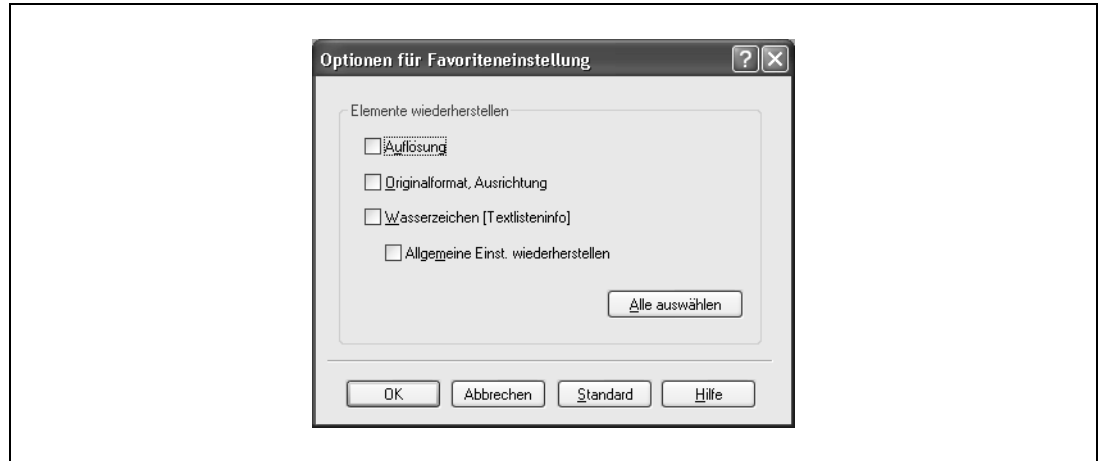 Optionen für Favoriteneinstellung
Elemente wiederherstellen
Auflösung
Originalformat, Ausrichtung
Wasserzeichen [Textlisteninfo]
Allgemeine Einst. wiederherstellen
Alle auswählen
OK Abbrechen Standard Hilfe